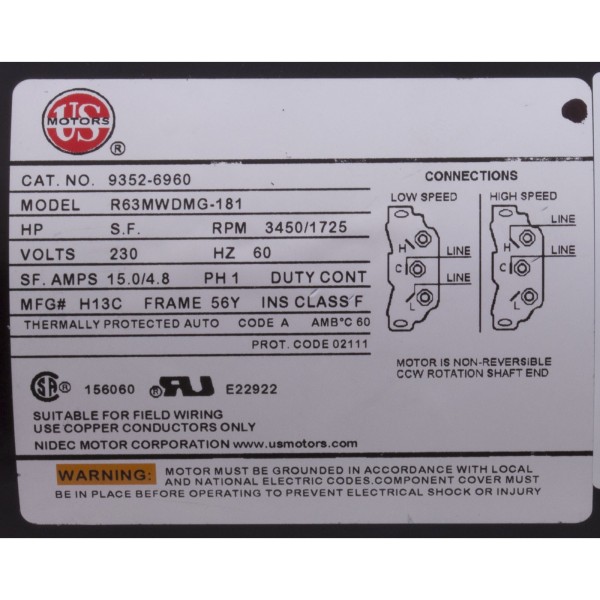 US
MOTORS
®
CAT. NO. 9352-6960
MODEL R63MWDMG-181
HP S.F. RPM 3450/1725
VOLTS 230 HZ 60
SF. AMPS 15.0/4.8 PH 1 DUTY CONT
MFG# H13C FRAME 56Y INS CLASS F
THERMALLY PROTECTED AUTO CODE A AMB°C 60
PROT. CODE 02111
CONNECTIONS
LOW SPEED HIGH SPEED
H LINE
C LINE
L
LINE
H
LINE
L
MOTOR IS NON-REVERSIBLE
CCW ROTATION SHAFT END
SA® 156060 ®RU E22922
SUITABLE FOR FIELD WIRING
USE COPPER CONDUCTORS ONLY
NIDEC MOTOR CORPORATION www.usmotors.com
WARNING: MOTOR MUST BE GROUNDED IN ACCORDANCE WITH LOCAL
AND NATIONAL ELECTRIC CODES.COMPONENT COVER MUST
BE IN PLACE BEFORE OPERATING TO PREVENT ELECTRICAL SHOCK OR INJURY